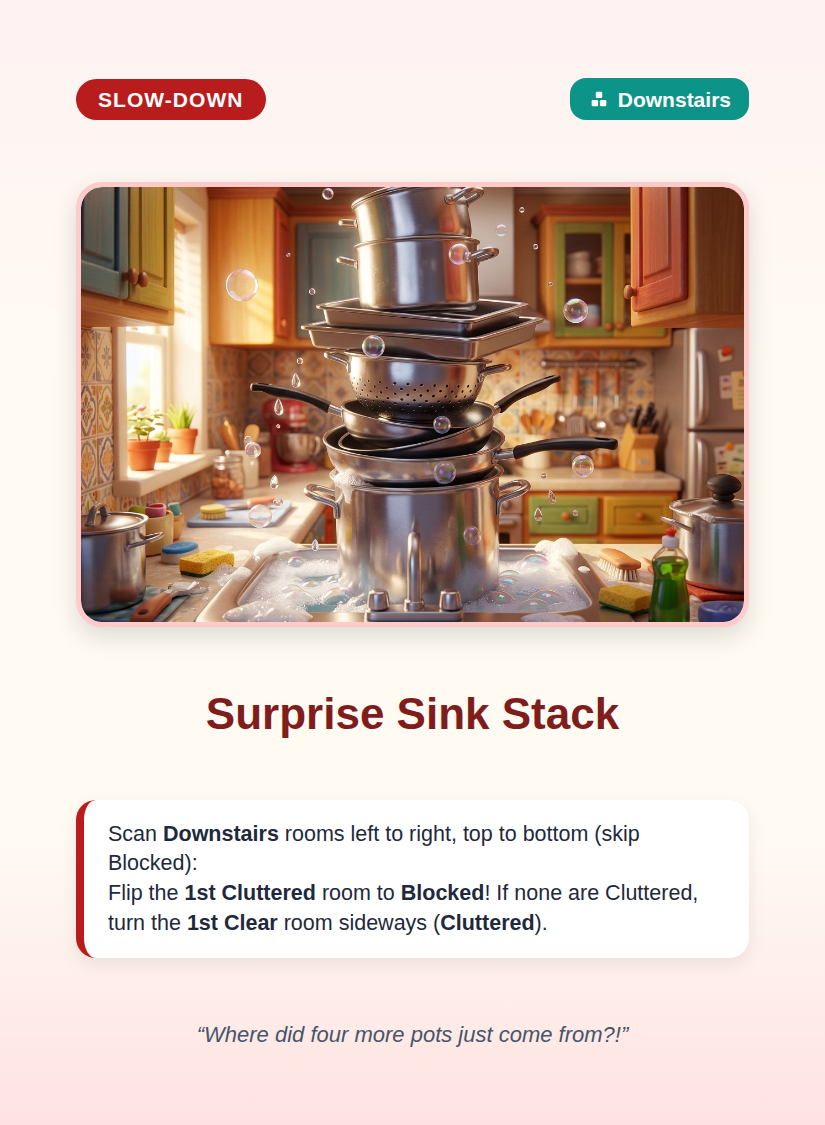 SLOW-DOWN
Downstairs
Surprise Sink Stack
Scan Downstairs rooms left to right, top to bottom (skip
Blocked):
Flip the 1st Cluttered room to Blocked! If none are Cluttered,
turn the 1st Clear room sideways (Cluttered).
“Where did four more pots just come from?!”